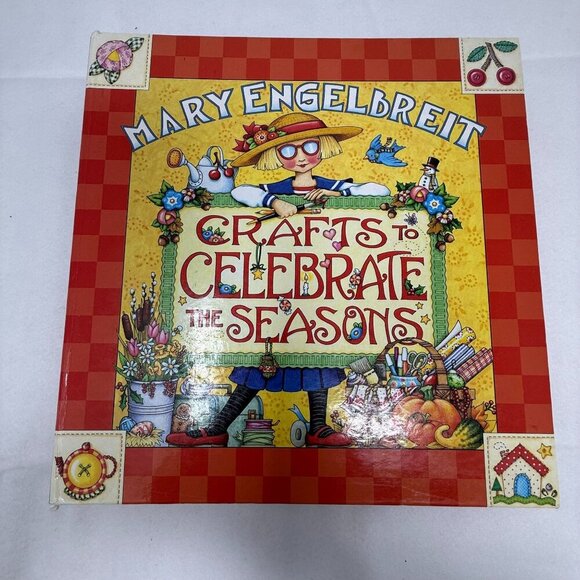 MARY ENGELBREIT
CRAFTS TO
CELEBRATE
THE SEASONS